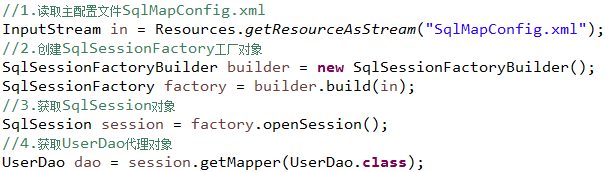 //1.读取主配置文件SqlMapConfig.xml
InputStream in = Resources.getResourceAsStream("SqlMapConfig.xml");
//2.创建SqlSessionFactory工厂对象
SqlSessionFactoryBuilder builder = new SqlSessionFactoryBuilder();
SqlSessionFactory factory = builder.build(in);
//3.获取SqlSession对象
SqlSession session = factory.openSession();
//4.获取UserDao代理对象
UserDao dao = session.getMapper(UserDao.class);